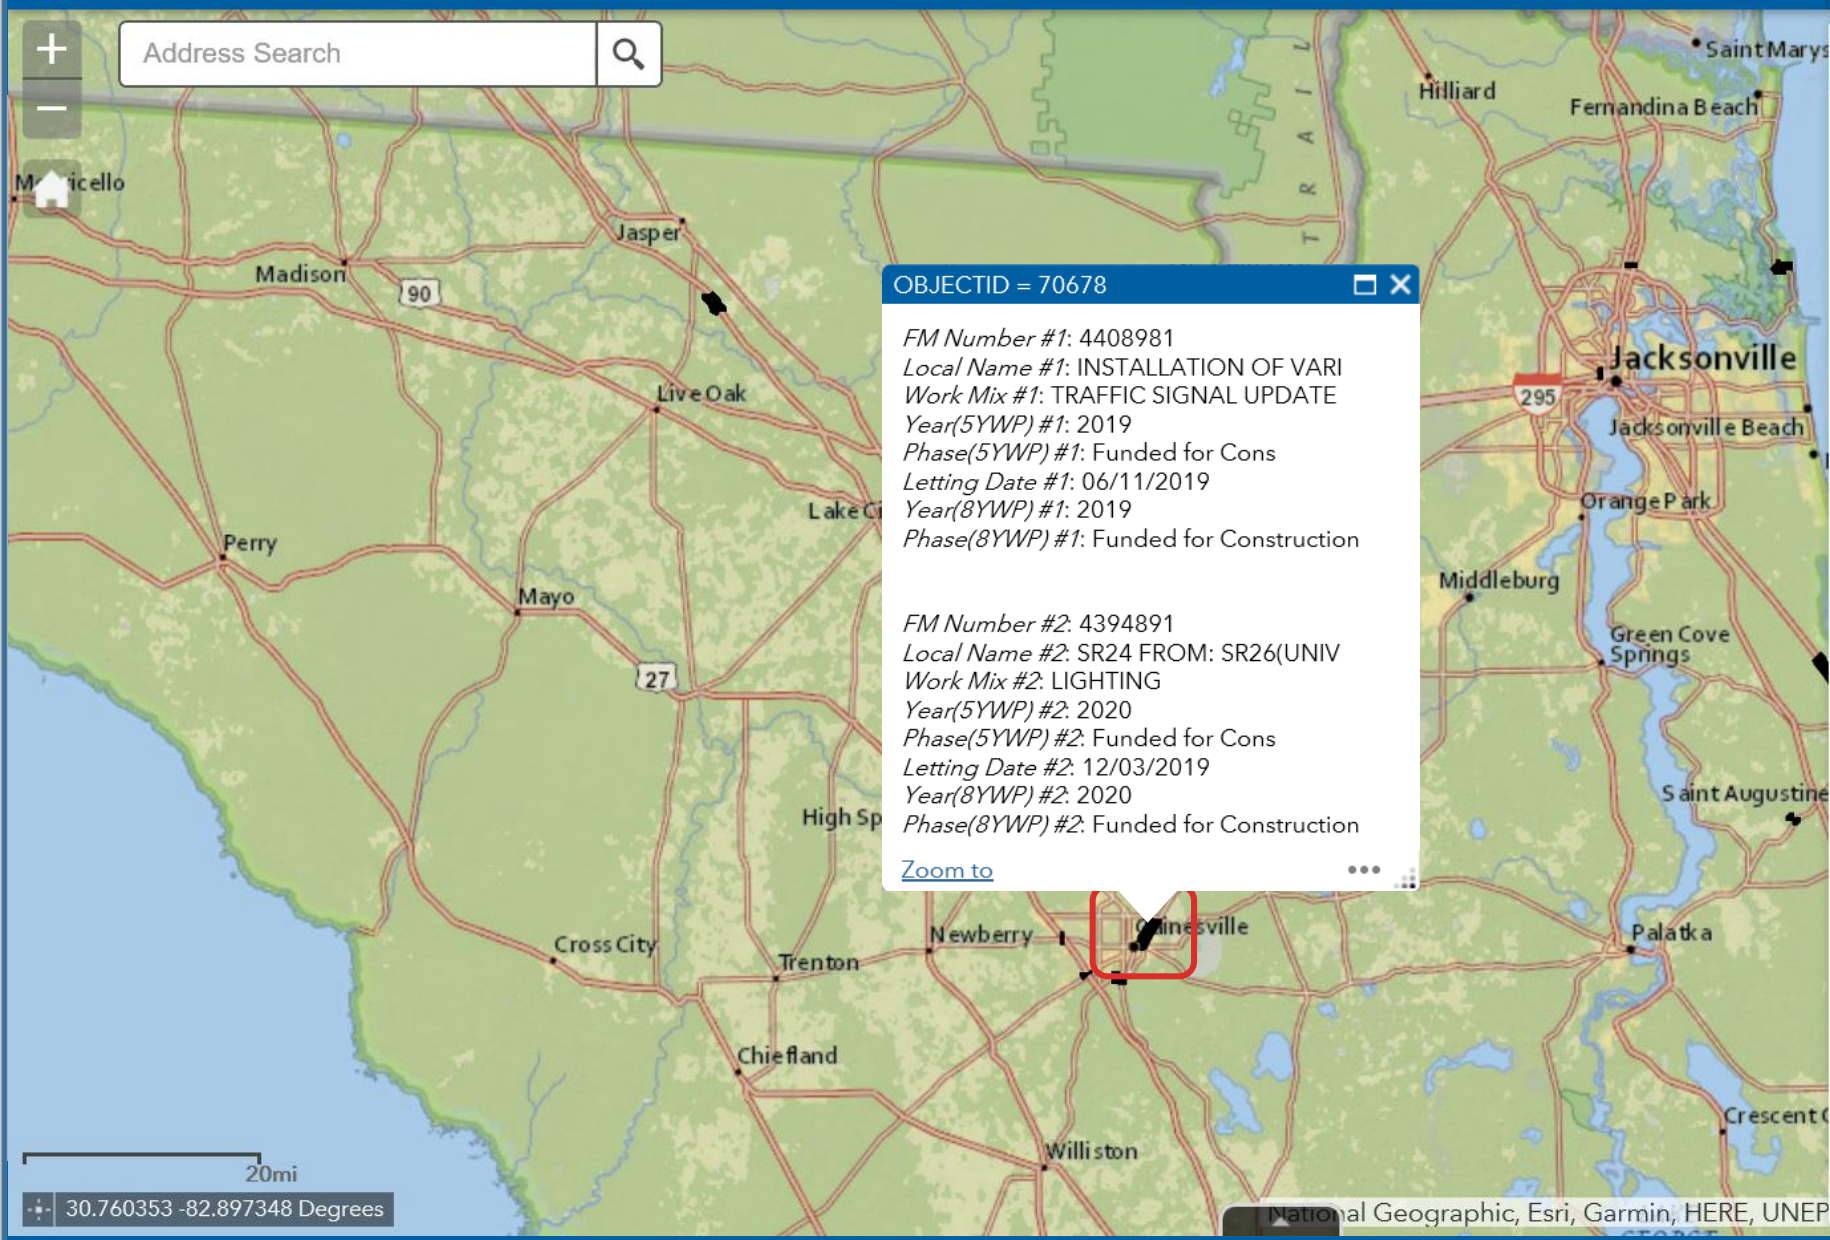 +
Address Search
−
Saint Marys
Hilliard
Fernandina Beach
TRAIL
Jasper
Madison
90
OBJECTID = 70678
FM Number #1: 4408981
Local Name #1: INSTALLATION OF VARI
Work Mix #1: TRAFFIC SIGNAL UPDATE
Year(5YWP) #1: 2019
Phase(5YWP) #1: Funded for Cons
Letting Date #1: 06/11/2019
Year(8YWP) #1: 2019
Phase(8YWP) #1: Funded for Construction
FM Number #2: 4394891
Local Name #2: SR24 FROM: SR26(UNIV
Work Mix #2: LIGHTING
Year(5YWP) #2: 2020
Phase(5YWP) #2: Funded for Cons
Letting Date #2: 12/03/2019
Year(8YWP) #2: 2020
Phase(8YWP) #2: Funded for Construction
Zoom to
Jacksonville
295
Live Oak
Jacksonville Beach
Lake Ci
Orange Park
Perry
Middleburg
Mayo
Green Cove
Springs
27
Saint Augustine
High Sp
Gainesville
Newberry
Palatka
Cross City
Trenton
Chiefland
Crescent
Williston
20mi
30.760353 -82.897348 Degrees
National Geographic, Esri, Garmin, HERE, UNEP